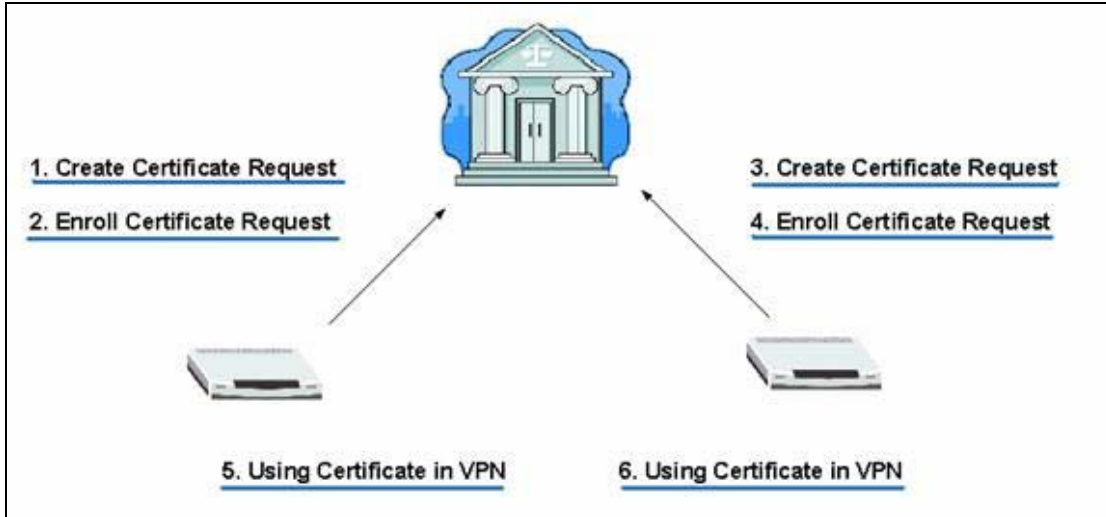 1. Create Certificate Request
2. Enroll Certificate Request
3. Create Certificate Request
4. Enroll Certificate Request
5. Using Certificate in VPN
6. Using Certificate in VPN